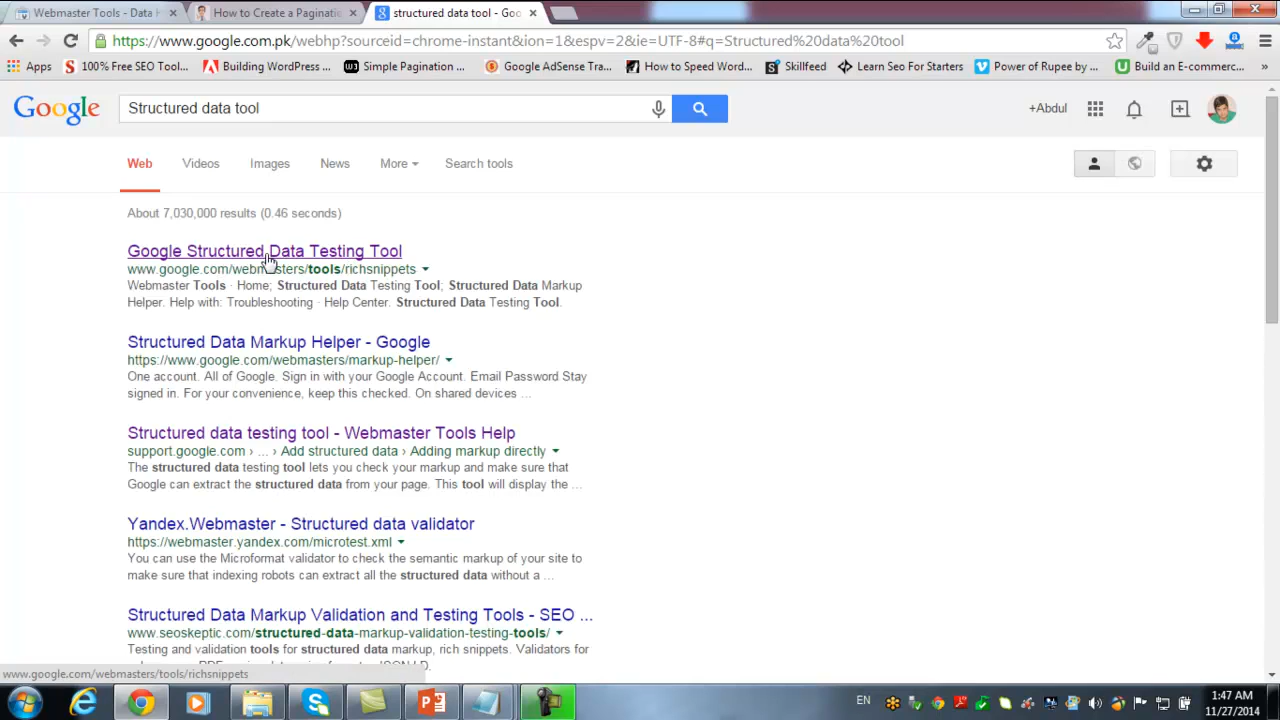 Webmaster Tools - Data H
How to Create a Paginatio
structured data tool - Goo
https://www.google.com.pk/webhp?sourceid=chrome-instant&ion=1&espv=2&ie=UTF-8#q=Structured%20data%20tool
Apps
100% Free SEO Tool...
Building WordPress ...
Simple Pagination ...
Google AdSense Tra...
How to Speed Word...
Skillfeed
Learn Seo For Starters
Power of Rupee by ...
Build an E-commerc...
»
Google
Structured data tool
+Abdul
Web
Videos
Images
News
More
Search tools
About 7,030,000 results (0.46 seconds)
Google Structured Data Testing Tool
www.google.com/webmasters/tools/richsnippets
Webmaster Tools · Home; Structured Data Testing Tool; Structured Data Markup
Helper. Help with: Troubleshooting · Help Center. Structured Data Testing Tool.
Structured Data Markup Helper - Google
https://www.google.com/webmasters/markup-helper/
One account. All of Google. Sign in with your Google Account. Email Password Stay
signed in. For your convenience, keep this checked. On shared devices ...
Structured data testing tool - Webmaster Tools Help
support.google.com › ... › Add structured data › Adding markup directly
The structured data testing tool lets you check your markup and make sure that
Google can extract the structured data from your page. This tool will display the ...
Yandex.Webmaster - Structured data validator
https://webmaster.yandex.com/microtest.xml
You can use the Microformat validator to check the semantic markup of your site to
make sure that indexing robots can extract all the structured data without a ...
Structured Data Markup Validation and Testing Tools - SEO ...
www.seoskeptic.com/structured-data-markup-validation-testing-tools/
Testing and validation tools for structured data markup, rich snippets. Validators for
www.google.com/webmasters/tools/richsnippets
EN
1:47 AM
11/27/2014